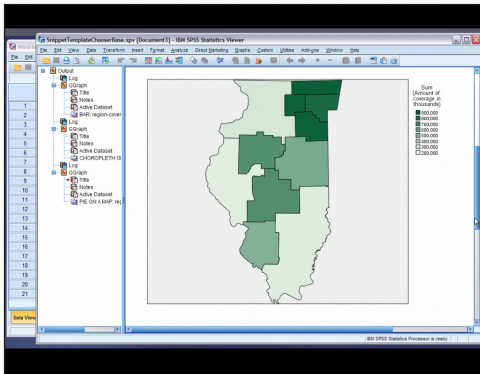 SnippetTemplateChooserBase.spv [Document3] - IBM SPSS Statistics Viewer
File Edit View Data Transform Insert Format Analyze Direct Marketing Graphs Custom Utilities Add-ons Window Help
Insuran
File Edit
1
2
3
4
5
6
7
8
9
10
11
12
13
14
15
16
17
18
19
20
21
Data View
Output
Log
GGraph
Title
Notes
Active Dataset
BAR: region-cover
Log
GGraph
Title
Notes
Active Dataset
CHOROPLETH O
Log
GGraph
Title
Notes
Active Dataset
PIE ON A MAP: reg
Sum
(Amount of
coverage in
thousands)
900,000
800,000
700,000
600,000
500,000
400,000
300,000
200,000
IBM SPSS Statistics Processor is ready